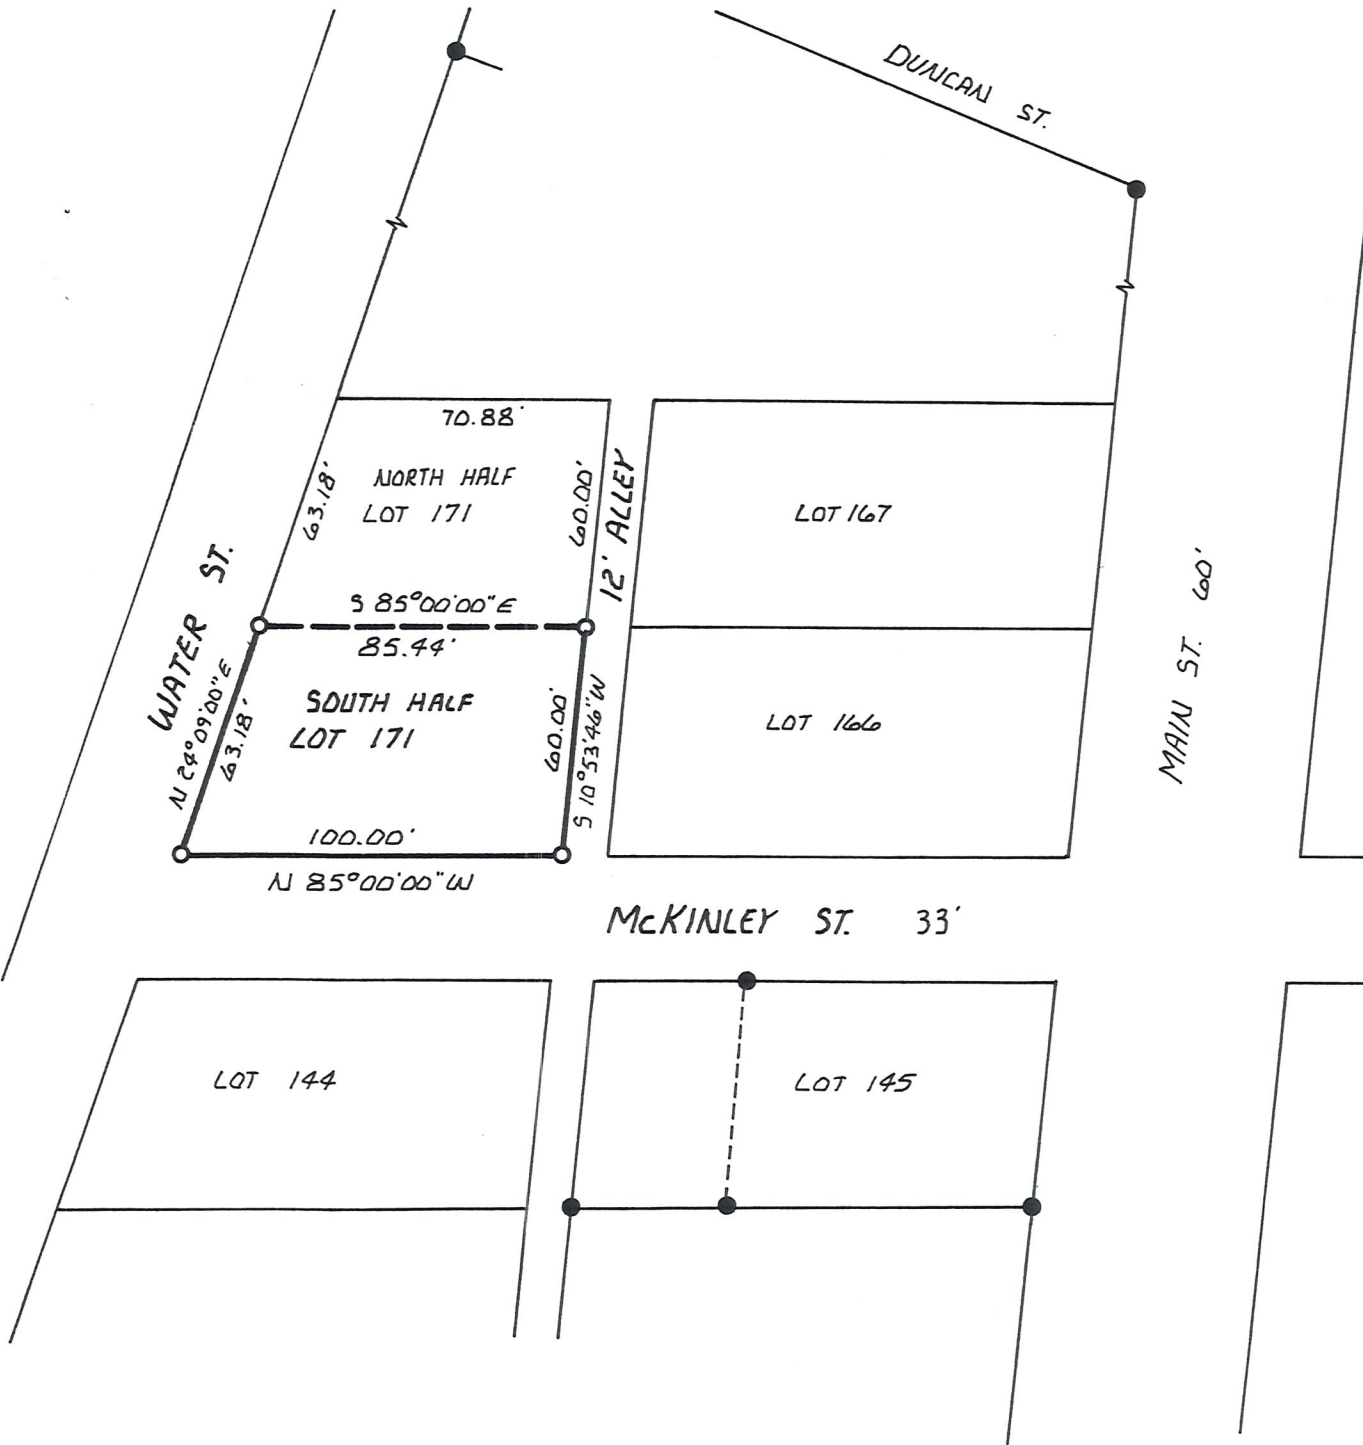 DUNCAN ST.
70.88'
NORTH HALF
LOT 171
63.18'
60.00'
12' ALLEY
LOT 167
WATER ST.
S 85°00'00" E
85.44'
MAIN ST. 60'
SOUTH HALF
LOT 171
N 24°09'00" E
63.18'
60.00'
S 10°53'46" W
LOT 166
100.00'
N 85°00'00" W
McKINLEY ST. 33'
LOT 144
LOT 145